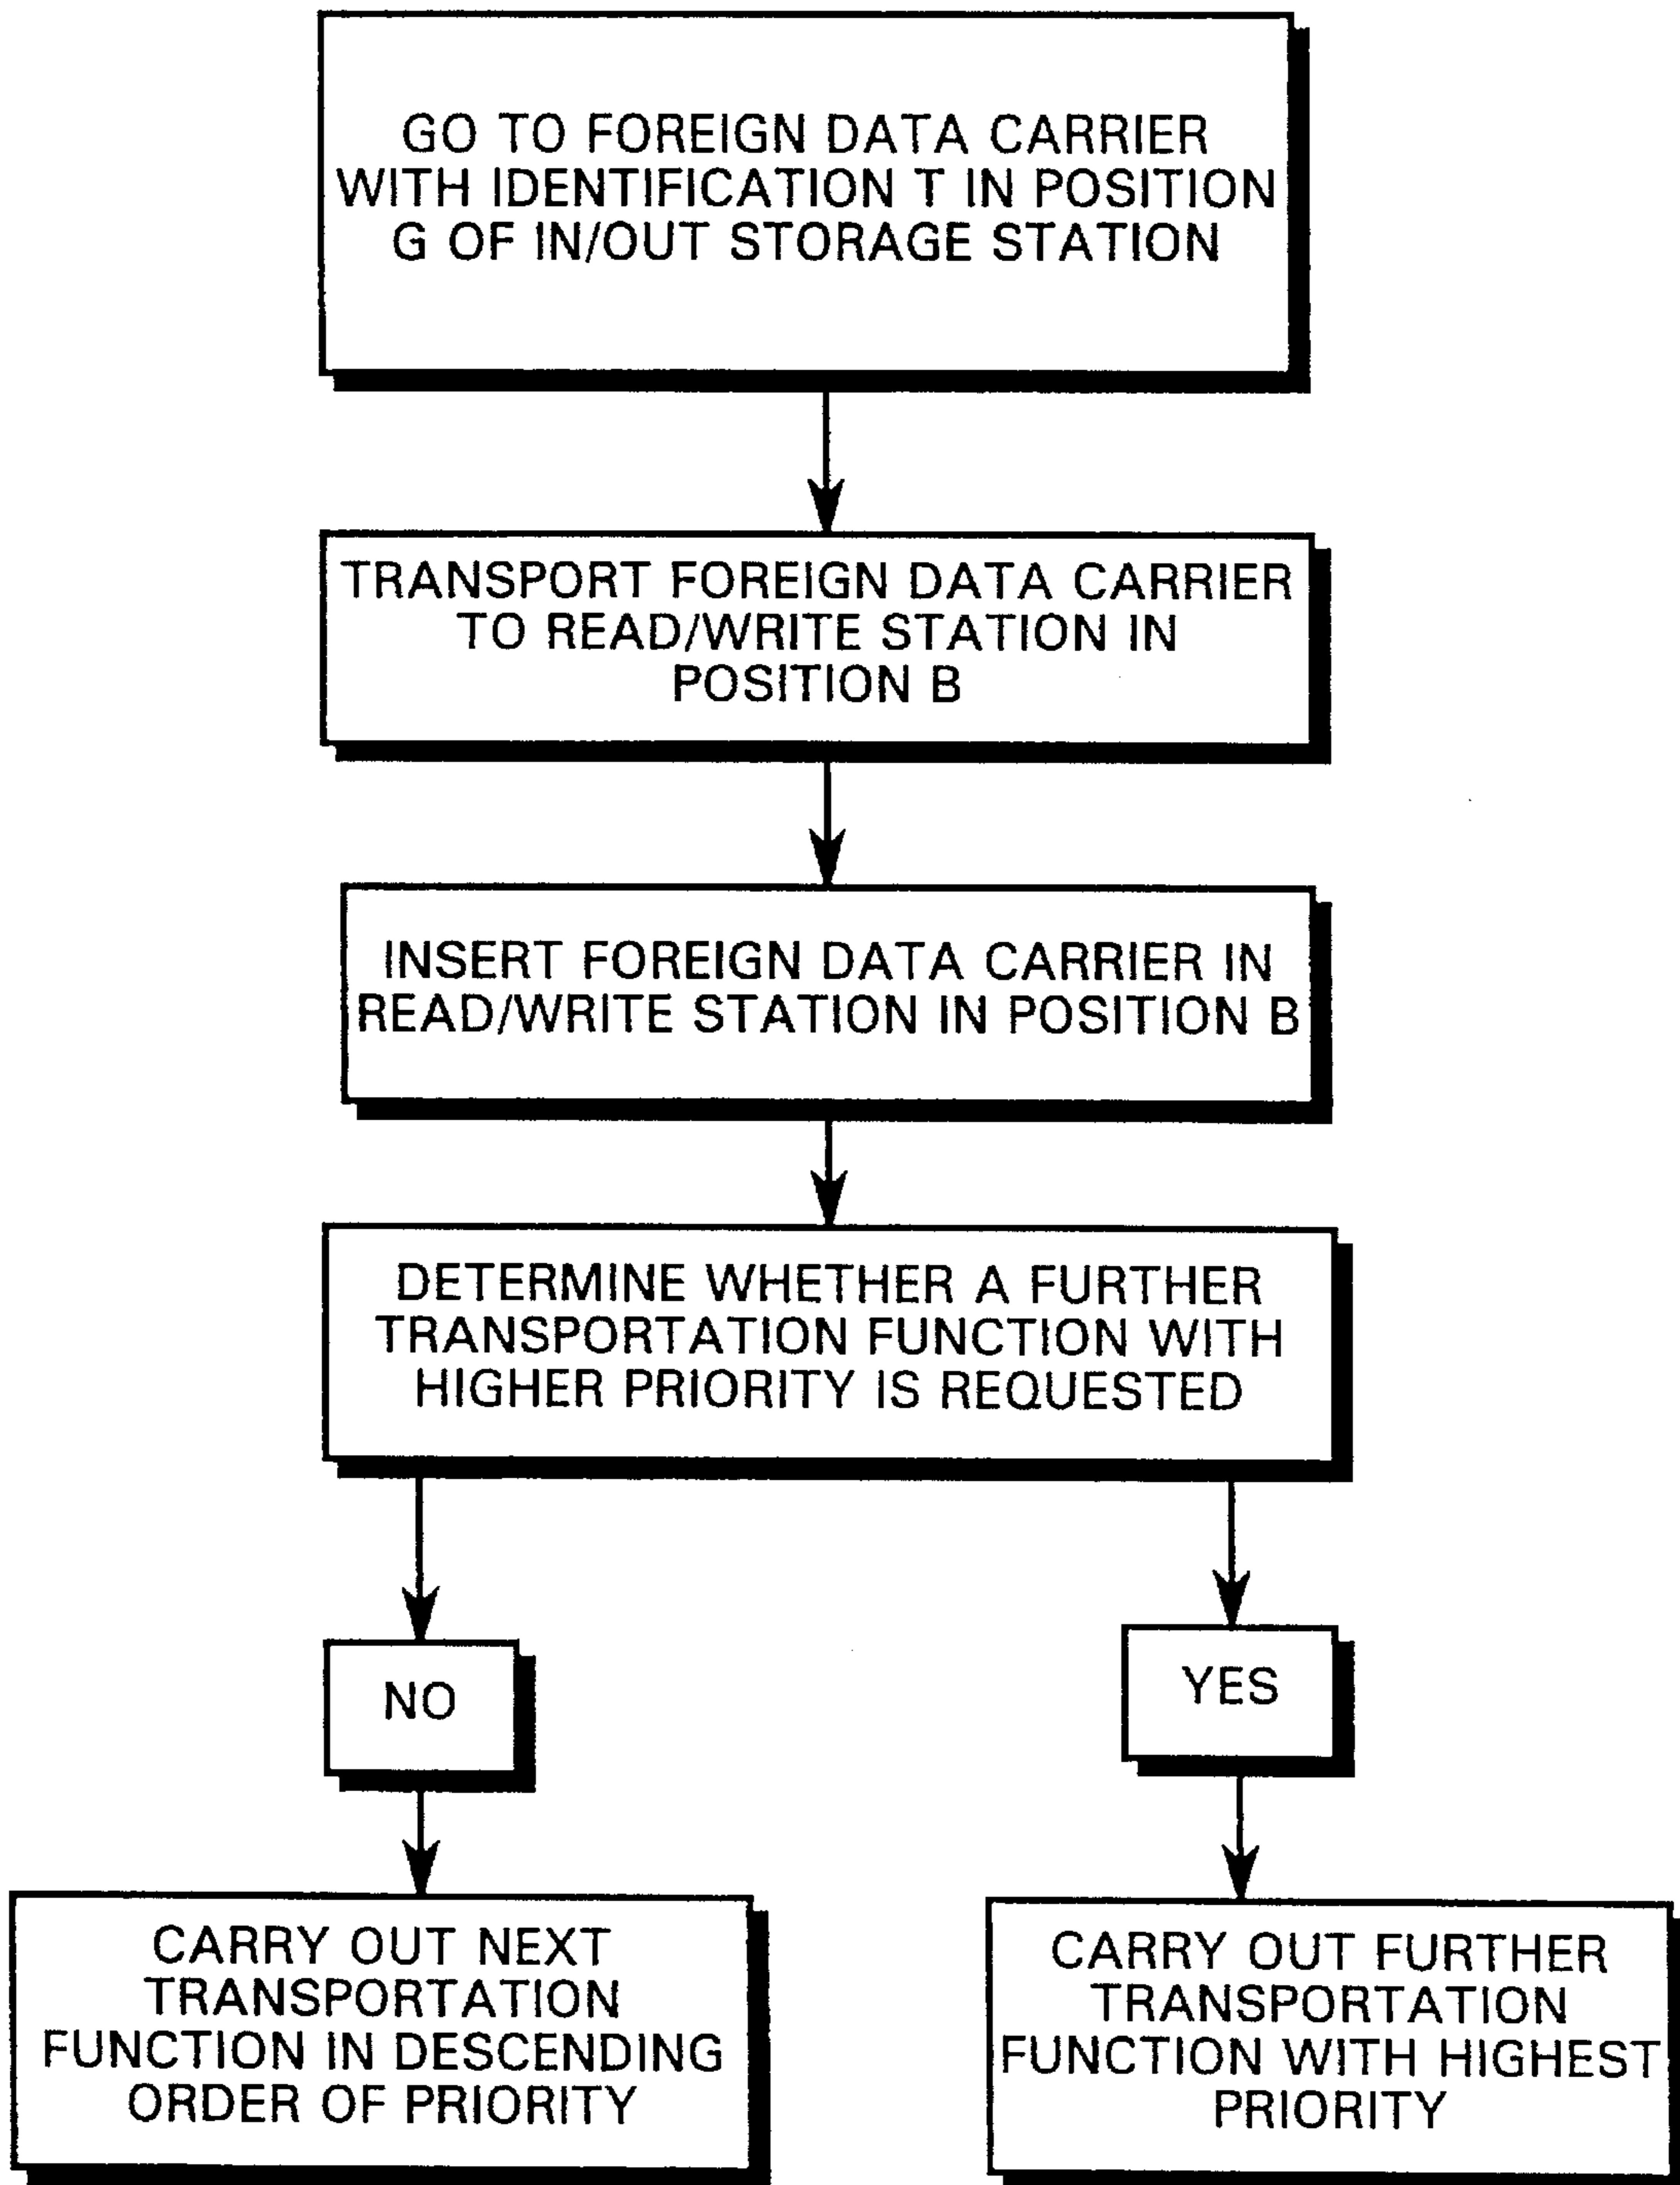 GO TO FOREIGN DATA CARRIER
WITH IDENTIFICATION T IN POSITION
G OF IN/OUT STORAGE STATION
TRANSPORT FOREIGN DATA CARRIER
TO READ/WRITE STATION IN
POSITION B
INSERT FOREIGN DATA CARRIER IN
READ/WRITE STATION IN POSITION B
DETERMINE WHETHER A FURTHER
TRANSPORTATION FUNCTION WITH
HIGHER PRIORITY IS REQUESTED
NO
YES
CARRY OUT NEXT
TRANSPORTATION
FUNCTION IN DESCENDING
ORDER OF PRIORITY
CARRY OUT FURTHER
TRANSPORTATION
FUNCTION WITH HIGHEST
PRIORITY